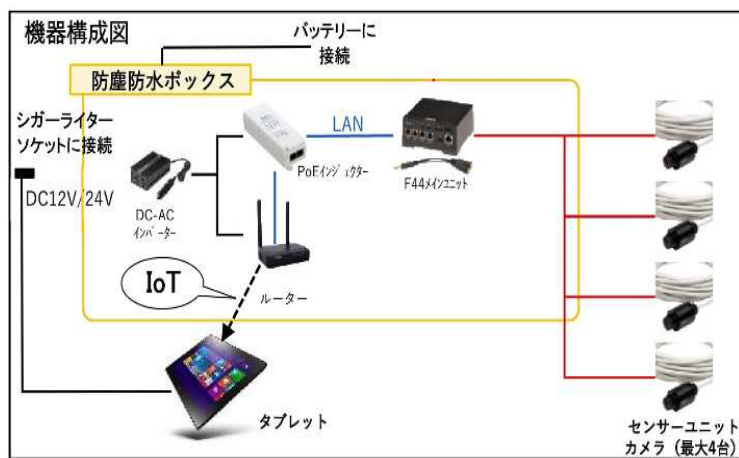 機器構成図
バッテリーに
接続
防塵防水ボックス
シガーライター
ソケットに接続
DC12V/24V
LAN
PoEインジェクター
F44メインユニット
DC-AC
インバーター
IoT
ルーター
タブレット
センサーユニット
カメラ（最大4台）